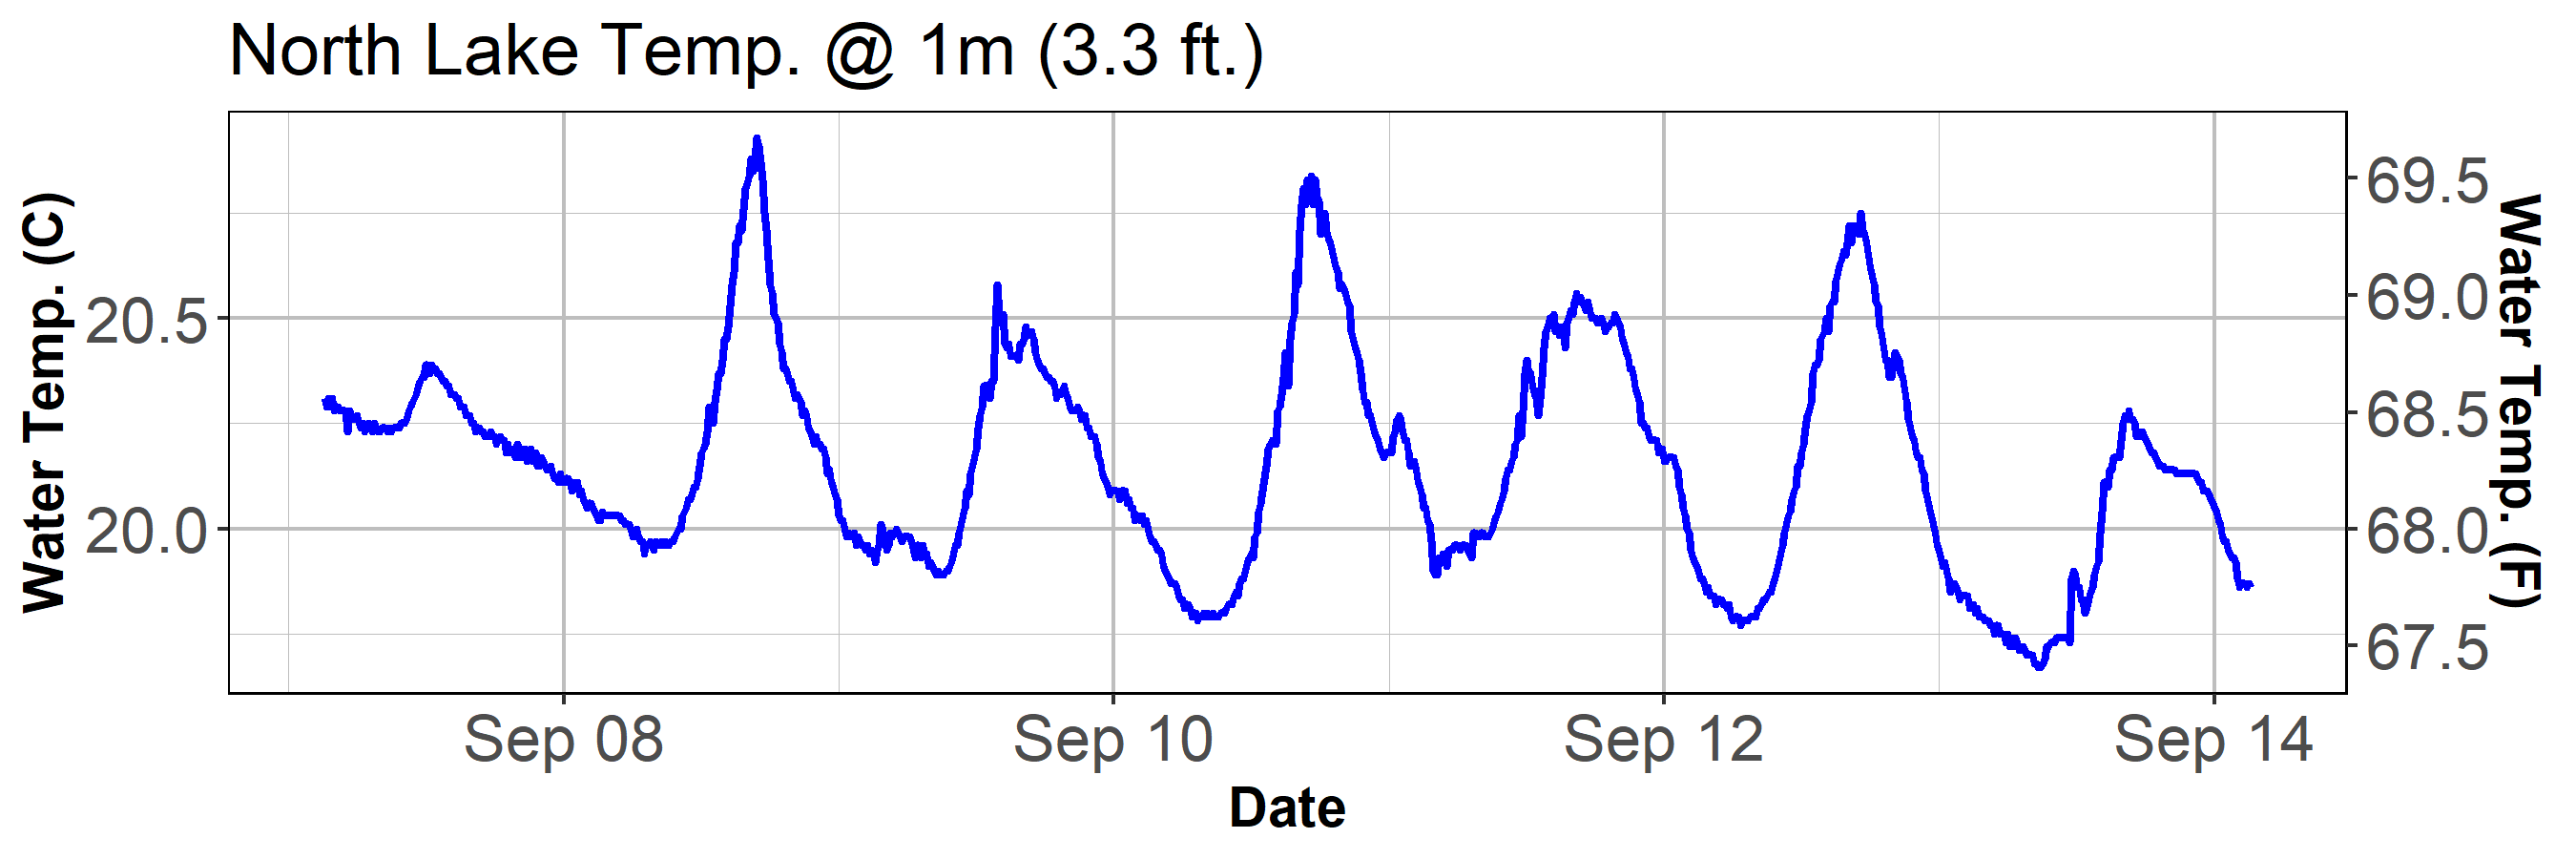 North Lake Temp. @ 1m (3.3 ft.)
Water Temp. (C)
20.5
20.0
69.5
69.0
68.5
68.0
67.5
Water Temp. (F)
Sep 08
Sep 10
Sep 12
Sep 14
Date